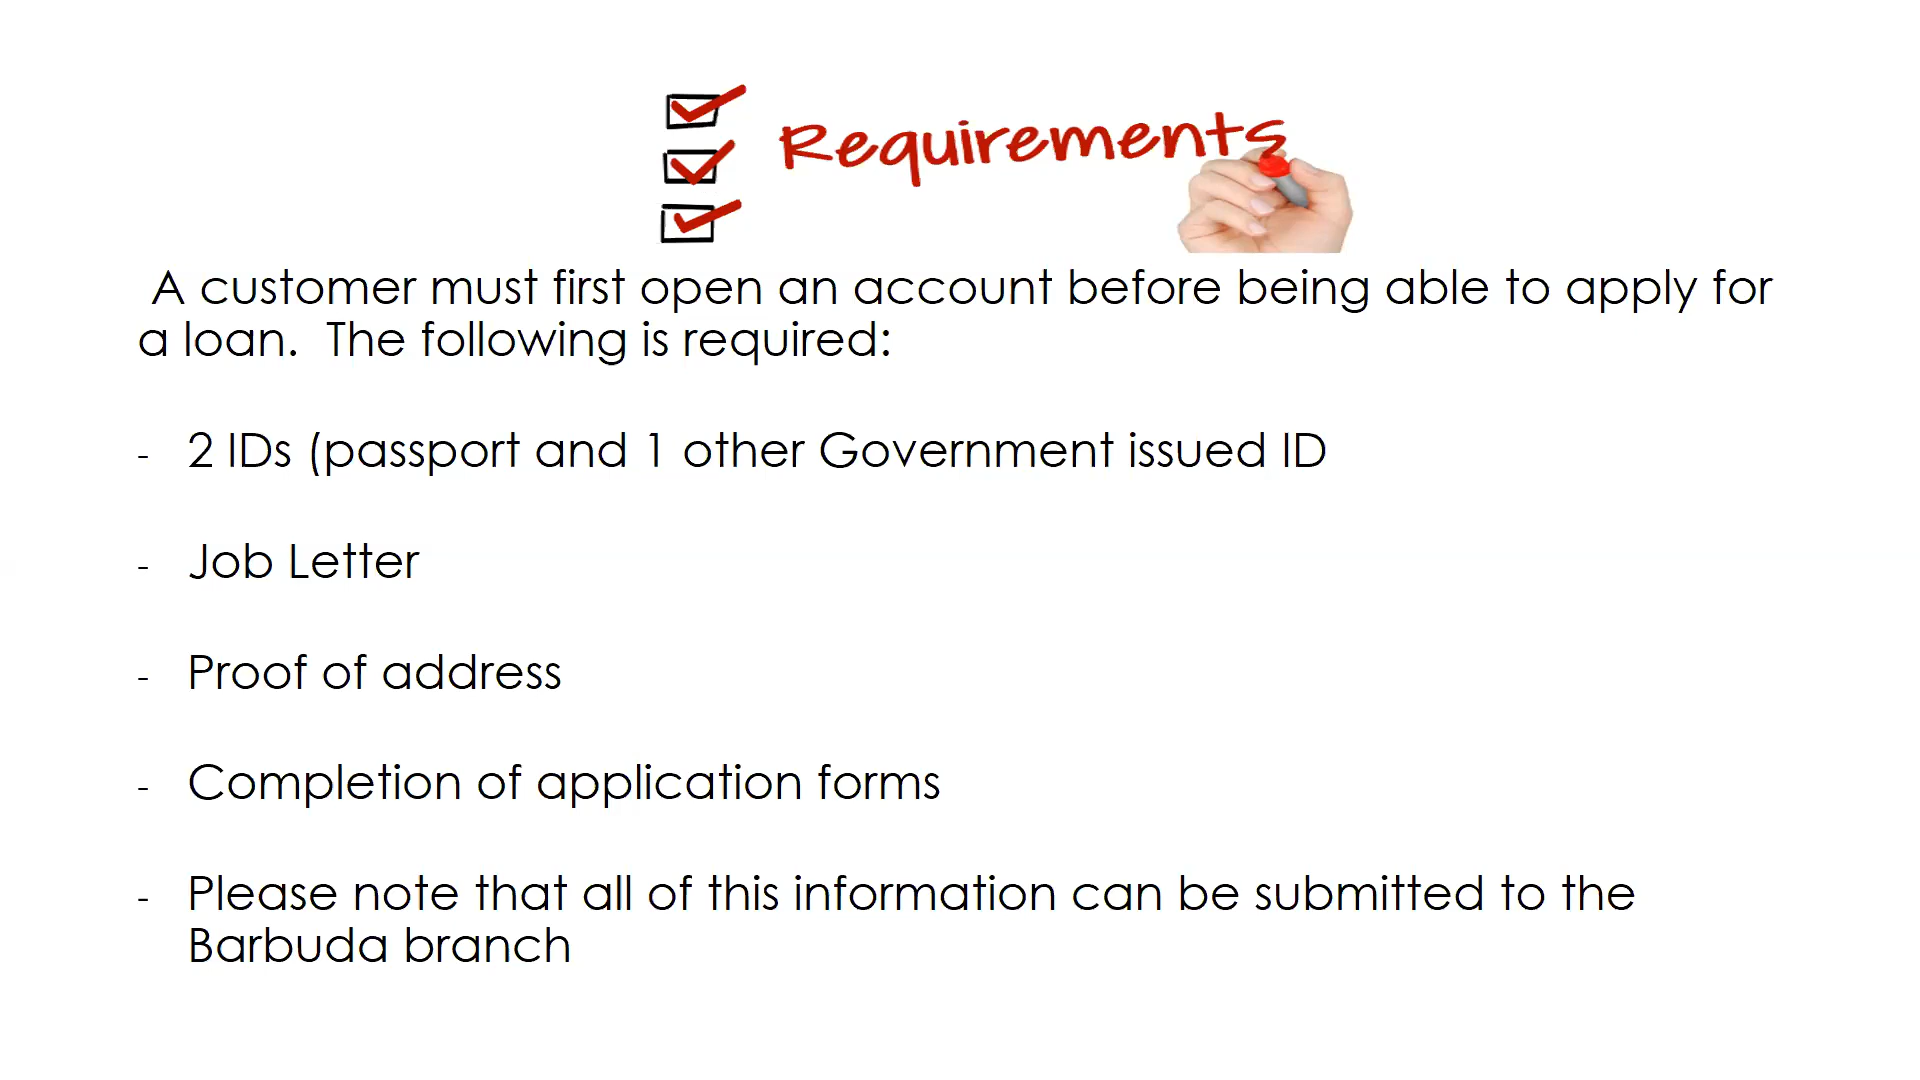 Requirements
A customer must first open an account before being able to apply for
a loan.  The following is required:
- 2 IDs (passport and 1 other Government issued ID
- Job Letter
- Proof of address
- Completion of application forms
- Please note that all of this information can be submitted to the
Barbuda branch